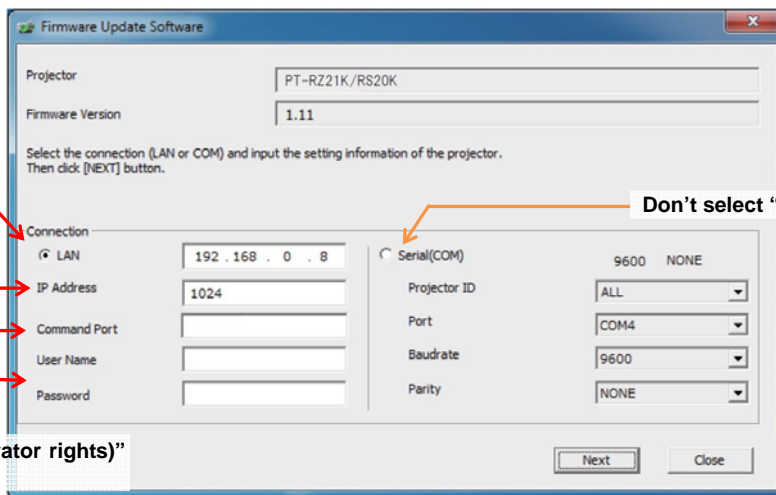 Firmware Update Software
Projector PT-RZ21K/RS20K
Firmware Version 1.11
Select the connection (LAN or COM) and input the setting information of the projector.
Then click [NEXT] button.
Don't select "
Connection
LAN 192 . 168 . 0 . 8 Serial(COM) 9600 NONE
IP Address 1024 Projector ID ALL
Command Port Port COM4
User Name Baudrate 9600
Password Parity NONE
ator rights)"
Next Close